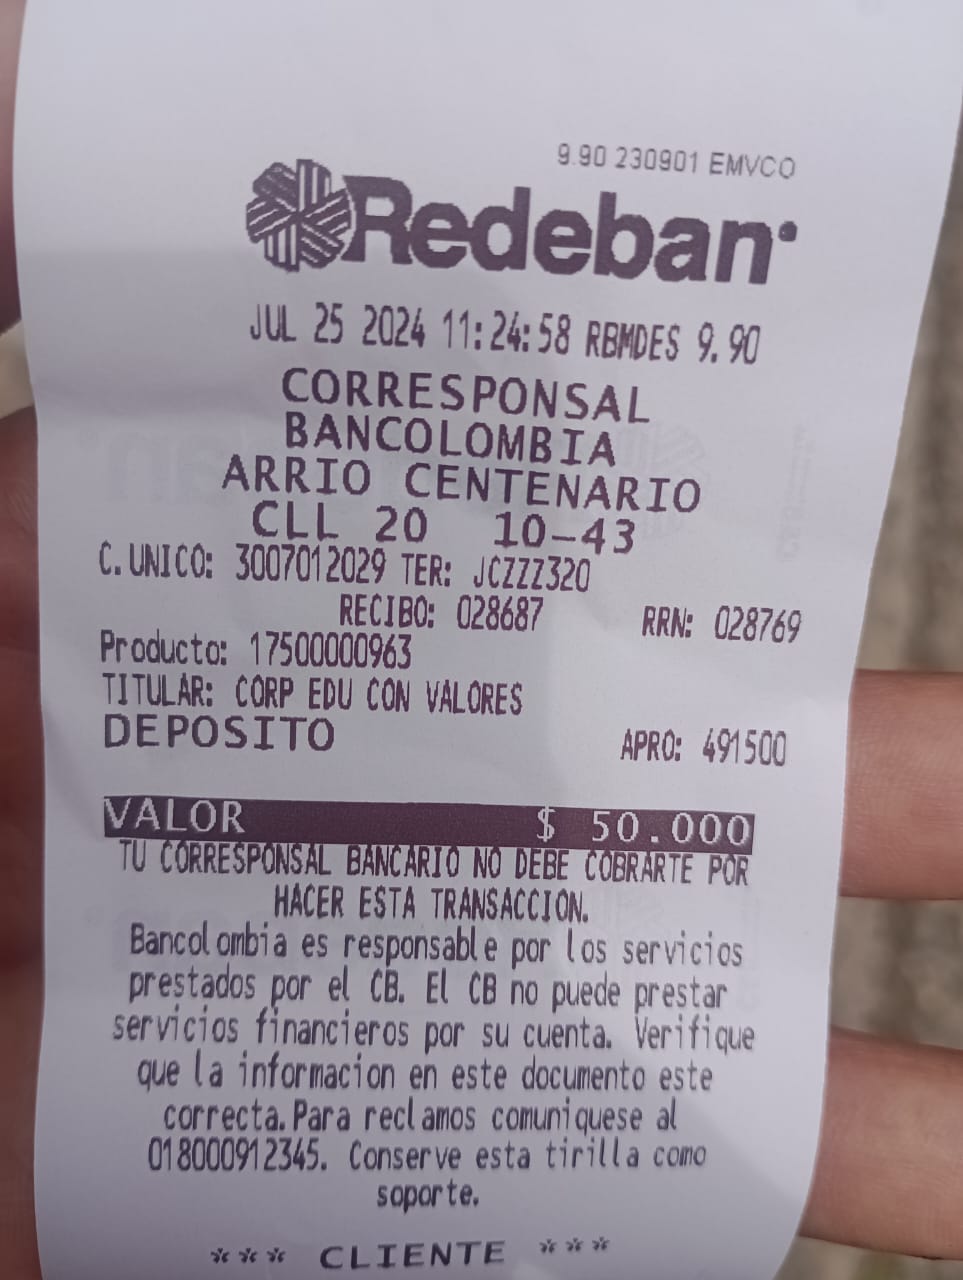 9.90 230901 EMVCO
Redeban
JUL 25 2024 11:24:58 RBMDES 9.90
CORRESPONSAL
BANCOLOMBIA
ARRIO CENTENARIO
CLL 20 10-43
C. UNICO: 3007012029 TER: JCZZZ320
RECIBO: 028687 RRN: 028769
Producto: 17500000963
TITULAR: CORP EDU CON VALORES
DEPOSITO APRO: 491500
VALOR $ 50.000
TU CORRESPONSAL BANCARIO NO DEBE COBRARTE POR
HACER ESTA TRANSACCION.
Bancolombia es responsable por los servicios
prestados por el CB. El CB no puede prestar
servicios financieros por su cuenta. Verifique
que la informacion en este documento este
correcta. Para reclamos comuniquese al
018000912345. Conserve esta tirilla como
soporte.
*** CLIENTE ***